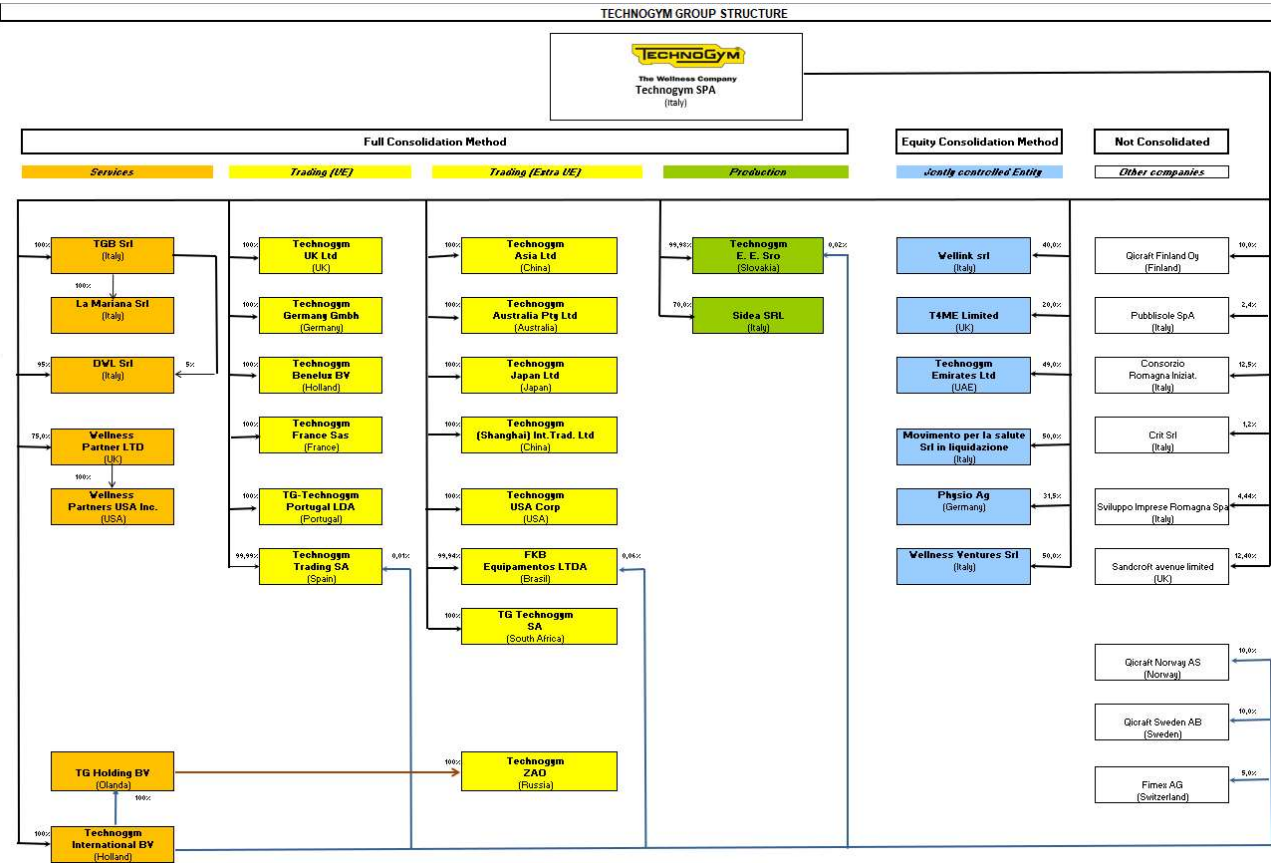 TECHNOGYM GROUP STRUCTURE
TECHNOGYM
The Wellness Company
Technogym SPA
(Italy)
Full Consolidation Method
Equity Consolidation Method
Not Consolidated
Services
Trading (UE)
Trading (Extra UE)
Production
Jontly controlled Entity
Other companies
100%
TGB Srl
(Italy)
100%
La Mariana Srl
(Italy)
95%
DWL Srl
(Italy)
5%
75,0%
Wellness
Partner LTD
(UK)
100%
Wellness
Partners USA Inc.
(USA)
TG Holding BV
(Olanda)
100%
100%
Technogym
International BV
(Holland)
100%
Technogym
UK Ltd
(UK)
100%
Technogym
Germany Gmbh
(Germany)
100%
Technogym
Benelux BV
(Holland)
100%
Technogym
France Sas
(France)
100%
TG-Technogym
Portugal LDA
(Portugal)
99,99%
Technogym
Trading SA
(Spain)
0,01%
100%
Technogym
Asia Ltd
(China)
100%
Technogym
Australia Pty Ltd
(Australia)
100%
Technogym
Japan Ltd
(Japan)
100%
Technogym
(Shanghai) Int.Trad. Ltd
(China)
100%
Technogym
USA Corp
(USA)
99,94%
FKB
Equipamentos LTDA
(Brasil)
0,06%
100%
TG Technogym
SA
(South Africa)
100%
Technogym
ZAO
(Russia)
99,98%
Technogym
E. E. Sro
(Slovakia)
0,02%
70,0%
Sidea SRL
(Italy)
Wellink srl
(Italy)
40,0%
T4ME Limited
(UK)
20,0%
Technogym
Emirates Ltd
(UAE)
49,0%
Movimento per la salute
Srl in liquidazione
(Italy)
50,0%
Physio Ag
(Germany)
31,5%
Wellness Ventures Srl
(Italy)
50,0%
Qicraft Finland Oy
(Finland)
10,0%
Pubblisole SpA
(Italy)
2,4%
Consorzio
Romagna Iniziat.
(Italy)
12,5%
Crit Srl
(Italy)
1,2%
Sviluppo Imprese Romagna Spa
(Italy)
4,44%
Sandcroft avenue limited
(UK)
12,40%
Qicraft Norway AS
(Norway)
10,0%
Qicraft Sweden AB
(Sweden)
10,0%
Fimex AG
(Switzerland)
5,0%